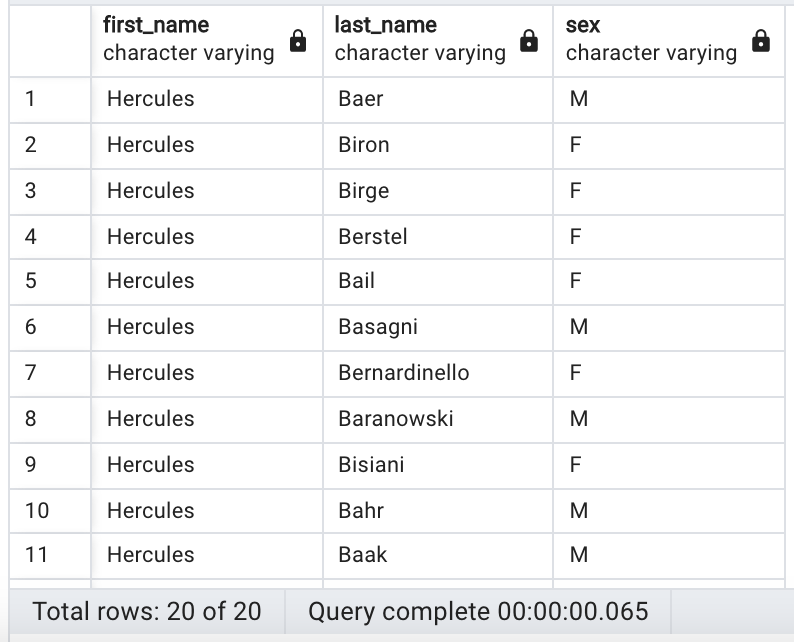 first_name last_name sex
character varying character varying character varying
1 Hercules Baer M
2 Hercules Biron F
3 Hercules Birge F
4 Hercules Berstel F
5 Hercules Bail F
6 Hercules Basagni M
7 Hercules Bernardinello F
8 Hercules Baranowski M
9 Hercules Bisiani F
10 Hercules Bahr M
11 Hercules Baak M
Total rows: 20 of 20 Query complete 00:00:00.065